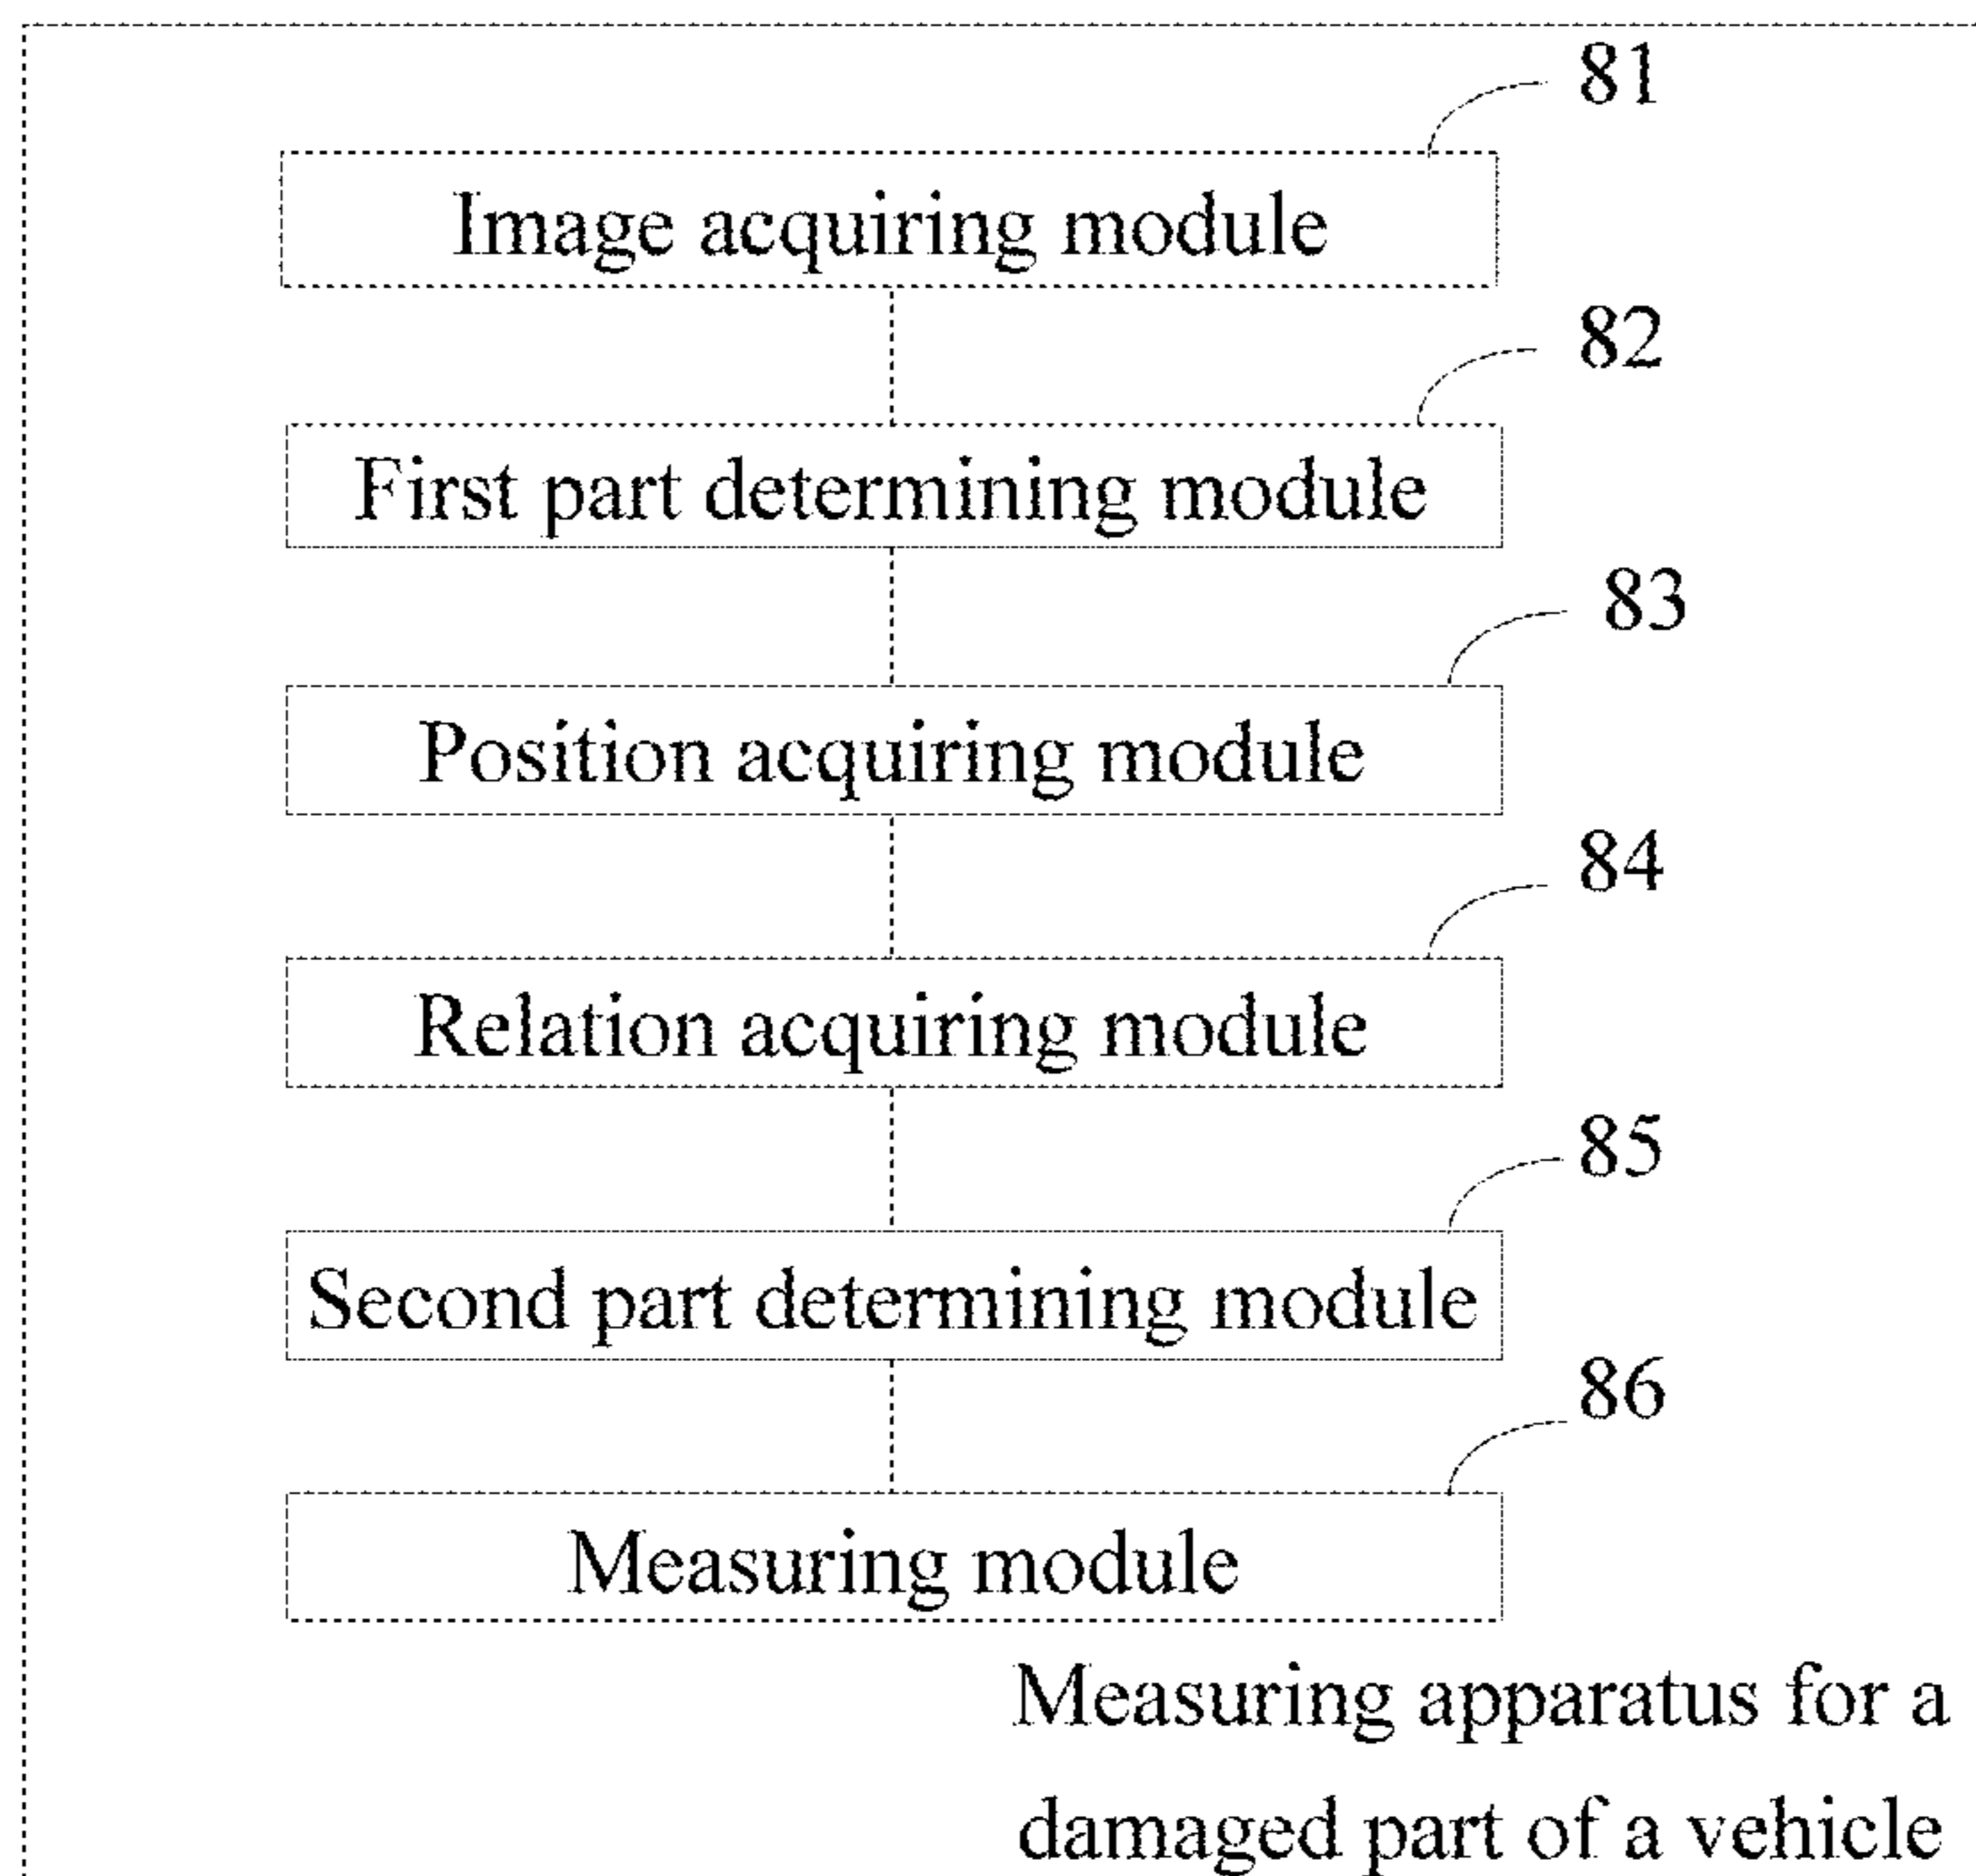 81
Image acquiring module
82
First part determining module
83
Position acquiring module
84
Relation acquiring module
85
Second part determining module
86
Measuring module
Measuring apparatus for a
damaged part of a vehicle